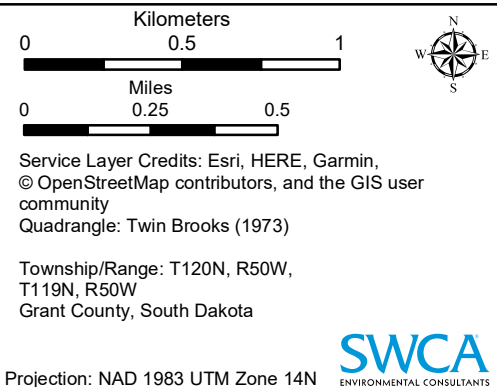 Kilometers
0 0.5 1
N
W E
S
Miles
0 0.25 0.5
Service Layer Credits: Esri, HERE, Garmin,
© OpenStreetMap contributors, and the GIS user
community
Quadrangle: Twin Brooks (1973)
Township/Range: T120N, R50W,
T119N, R50W
Grant County, South Dakota
SWCA
ENVIRONMENTAL CONSULTANTS
Projection: NAD 1983 UTM Zone 14N